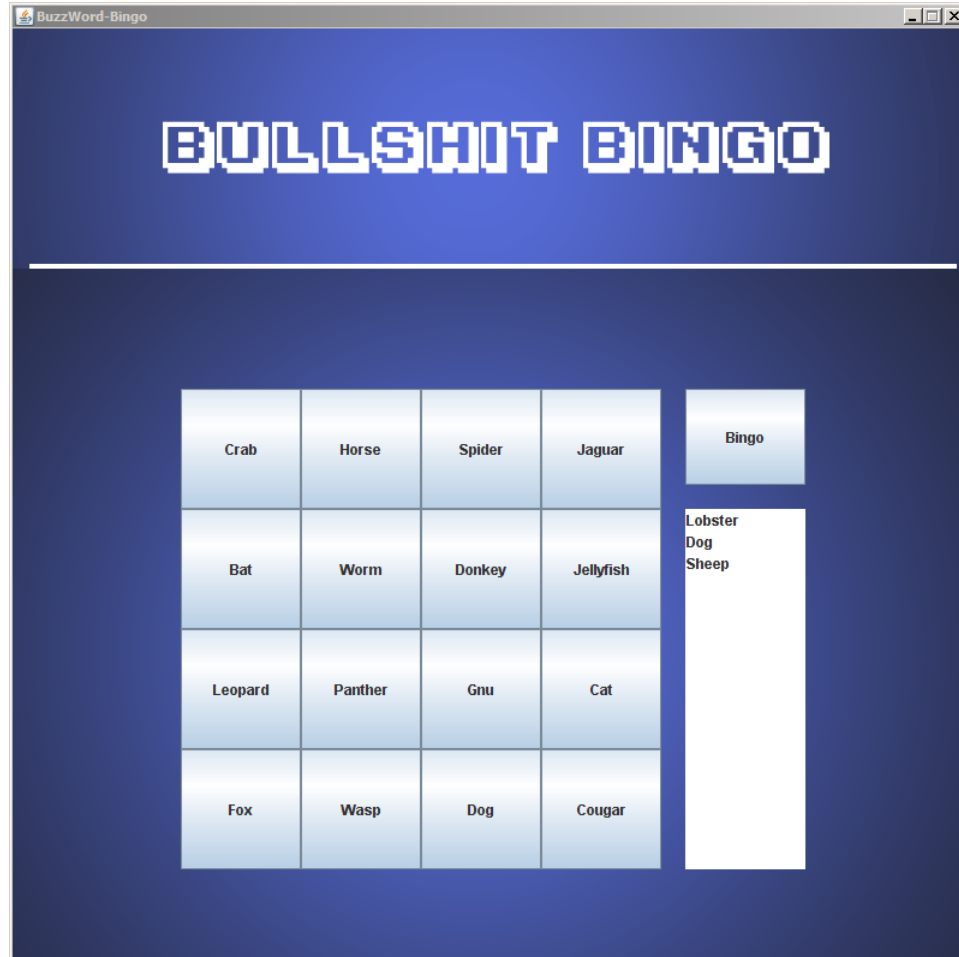 BuzzWord-Bingo
BULLSHIT BINGO
Crab Horse Spider Jaguar
Bingo
Bat Worm Donkey Jellyfish
Leopard Panther Gnu Cat
Fox Wasp Dog Cougar
Lobster
Dog
Sheep